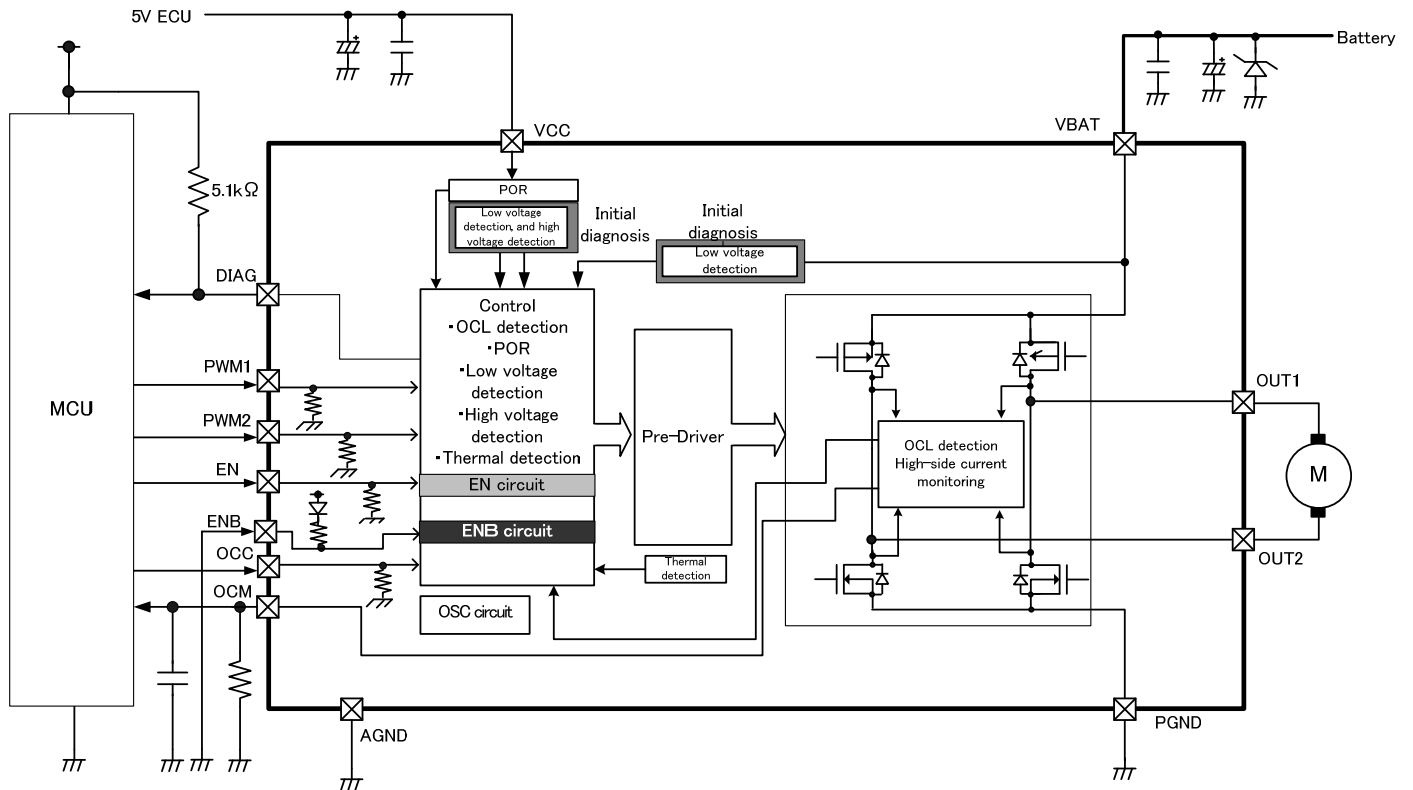 5V ECU
Battery
VCC
VBAT
5.1kΩ
POR
Low voltage
detection, and high
voltage detection
Initial
diagnosis
Initial
diagnosis
Low voltage
detection
DIAG
Control
・OCL detection
・POR
・Low voltage
detection
・High voltage
detection
・Thermal detection
EN circuit
ENB circuit
PWM1
PWM2
EN
ENB
OCC
OCM
MCU
Pre-Driver
OCL detection
High-side current
monitoring
OUT1
M
OUT2
Thermal
detection
OSC circuit
AGND
PGND
+
+